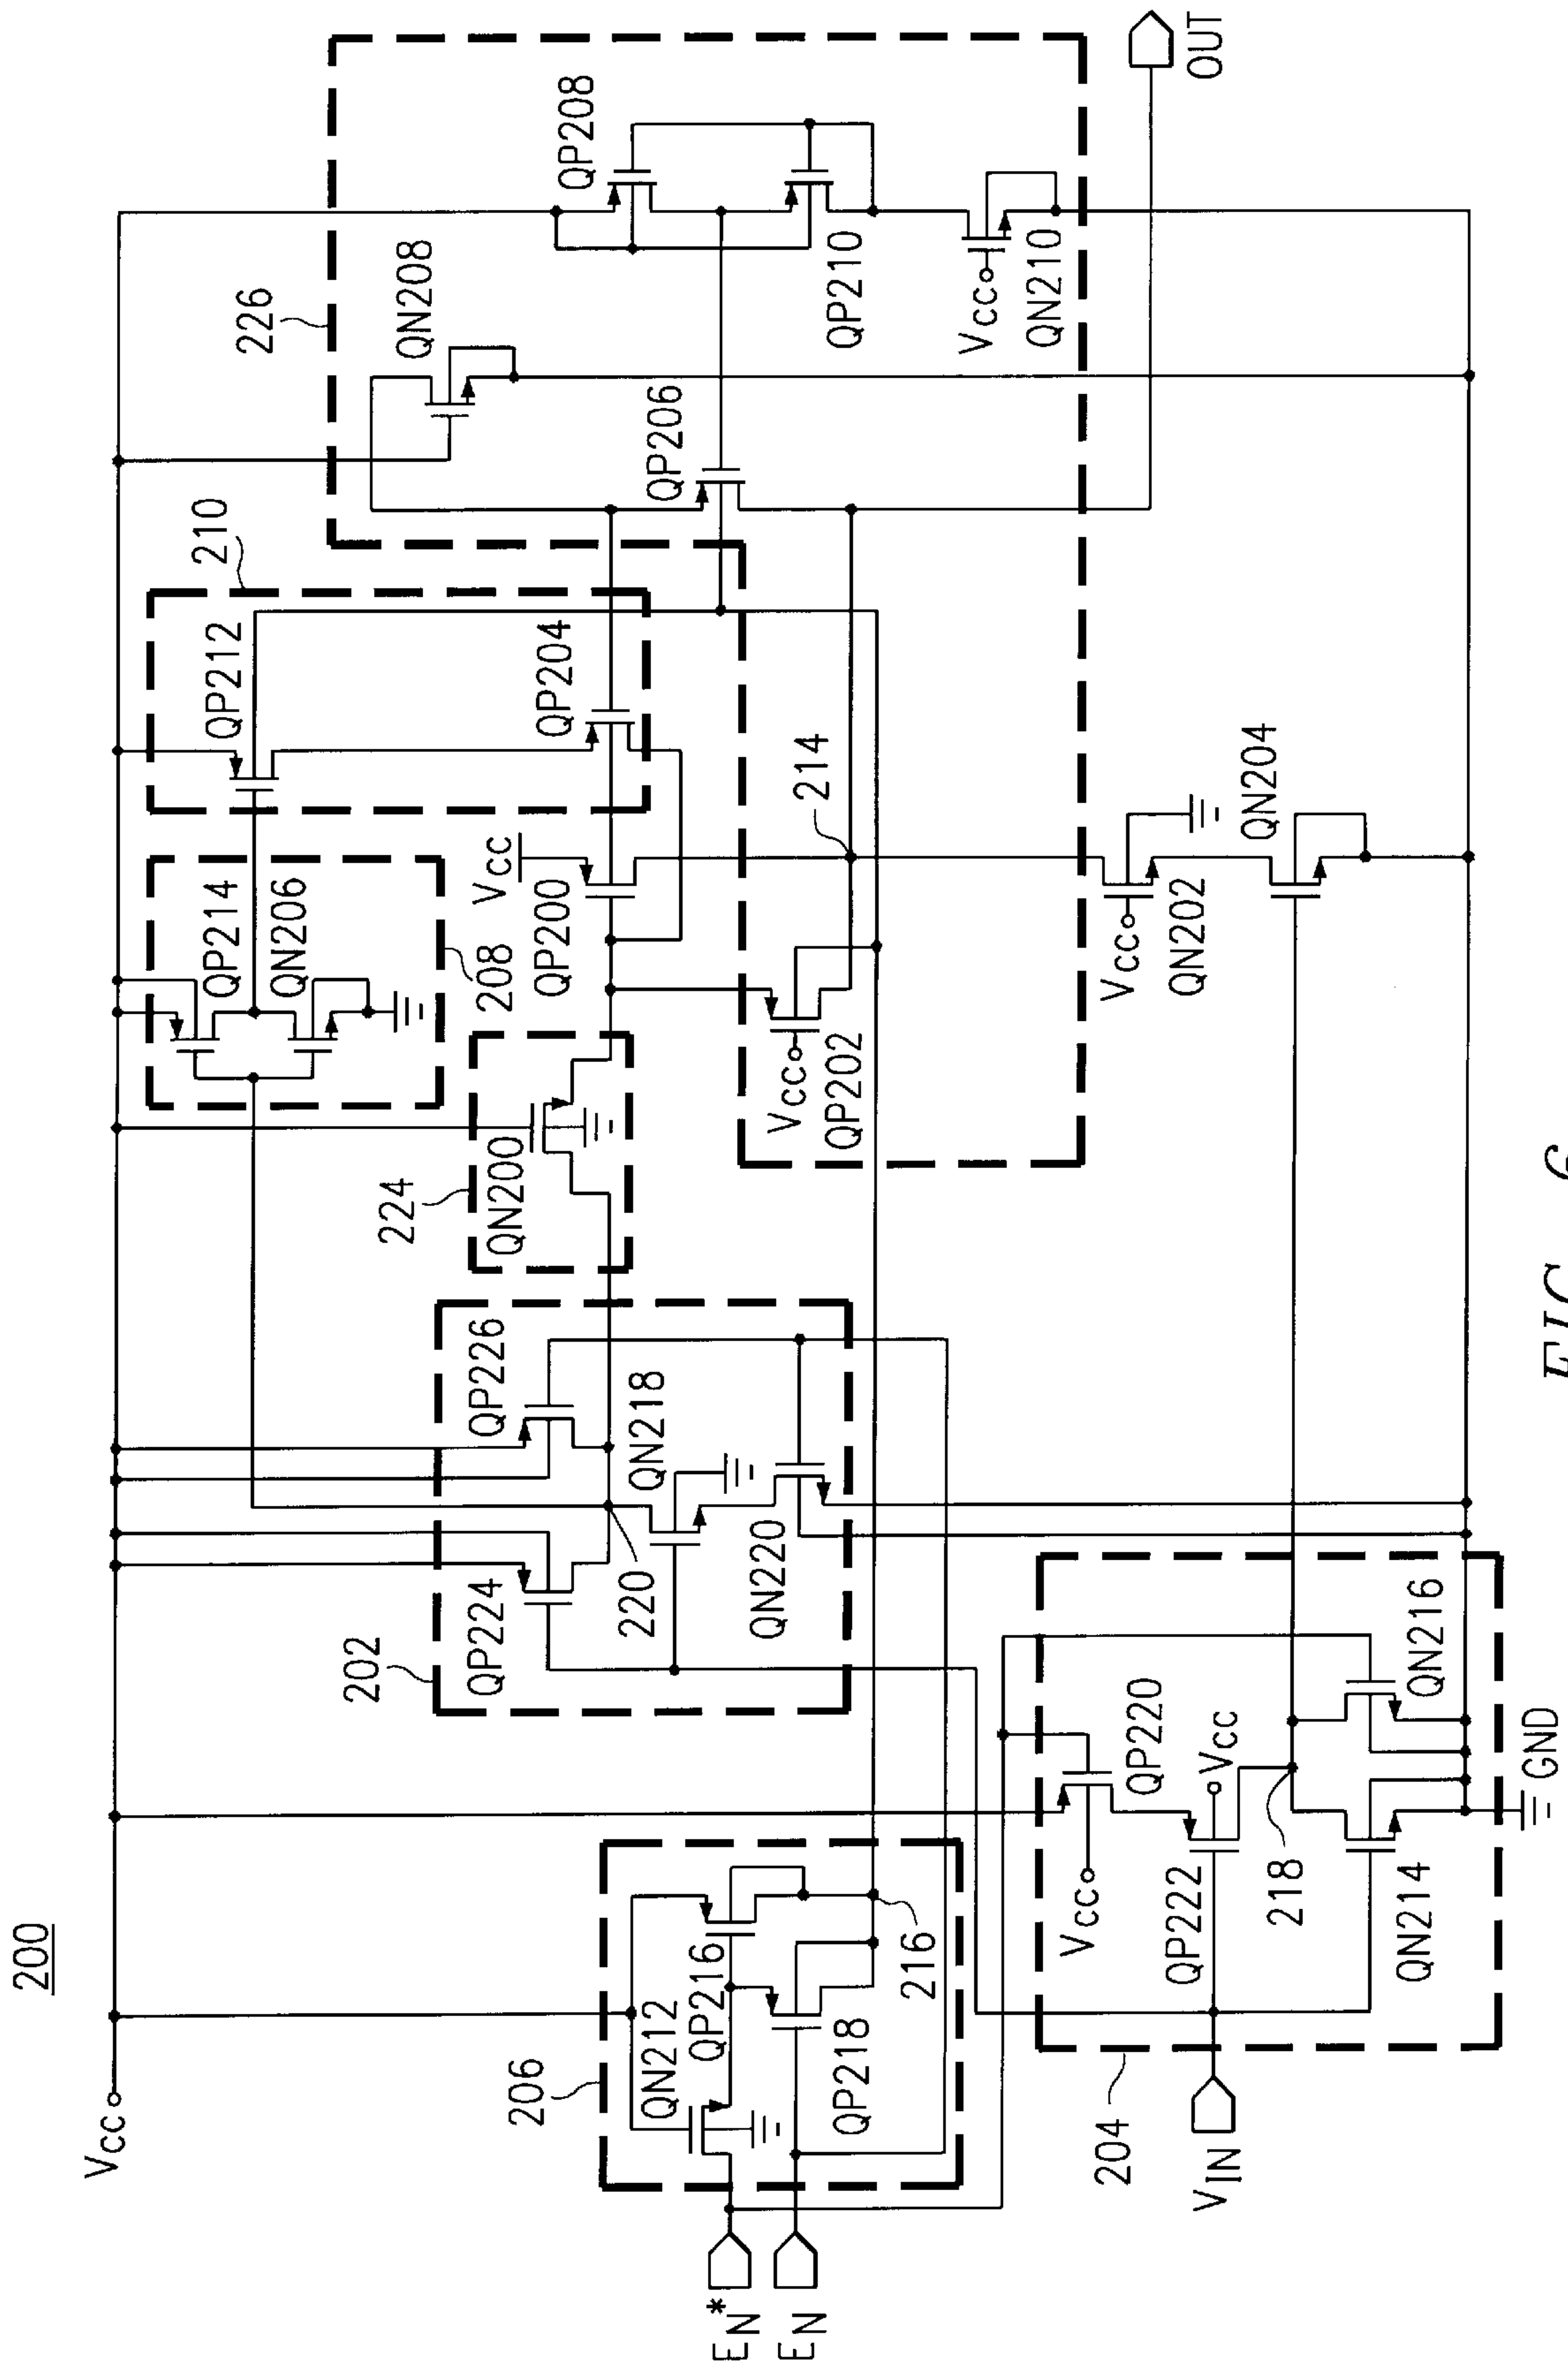 200
VCC
210
QP212
QP214
QN206
226
QN208
208
202
QP224
QP226
224
QN200
VCC
QP200
QP204
QP208
206
QN212
QP216
220
QN218
QP206
EN*
EN
QP218
216
QN220
VCC
QP202
214
QP210
VCC
QN210
204
VCC
QP220
QP222
VCC
VCC
QN202
VIN
218
QN204
OUT
QN214
QN216
GND
FIG. 6